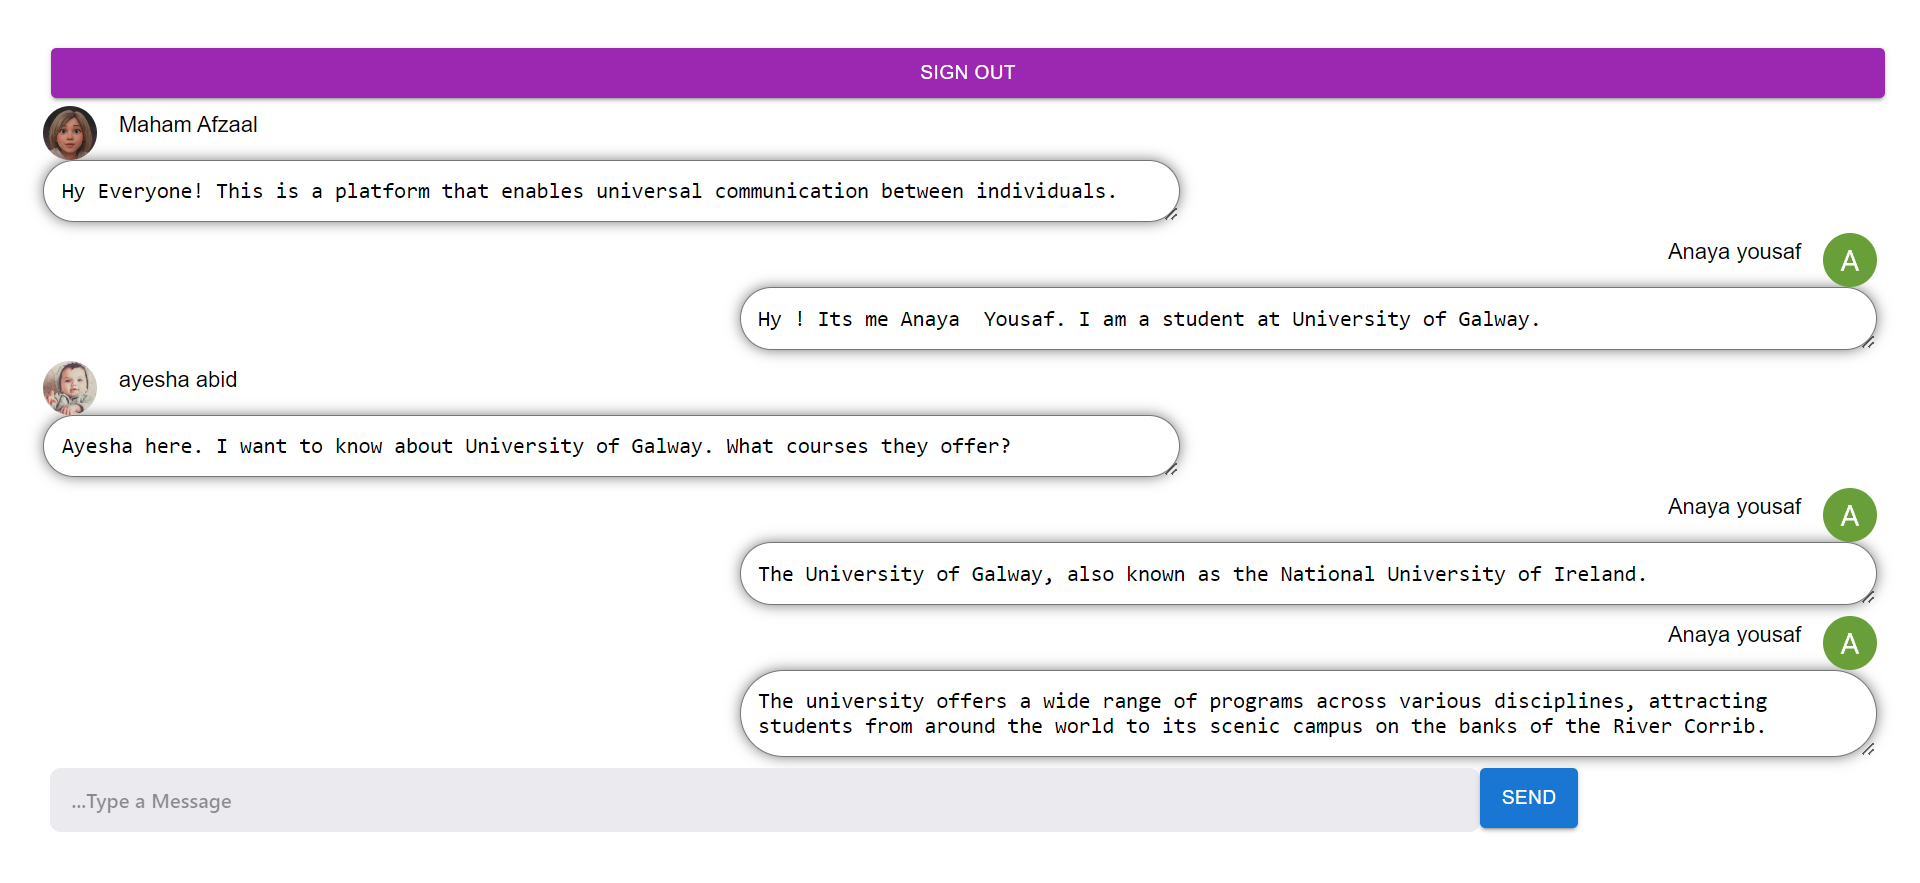 SIGN OUT
Maham Afzaal
Hy Everyone! This is a platform that enables universal communication between individuals.
Anaya yousaf
A
Hy ! Its me Anaya  Yousaf. I am a student at University of Galway.
ayesha abid
Ayesha here. I want to know about University of Galway. What courses they offer?
Anaya yousaf
A
The University of Galway, also known as the National University of Ireland.
Anaya yousaf
A
The university offers a wide range of programs across various disciplines, attracting
students from around the world to its scenic campus on the banks of the River Corrib.
...Type a Message
SEND